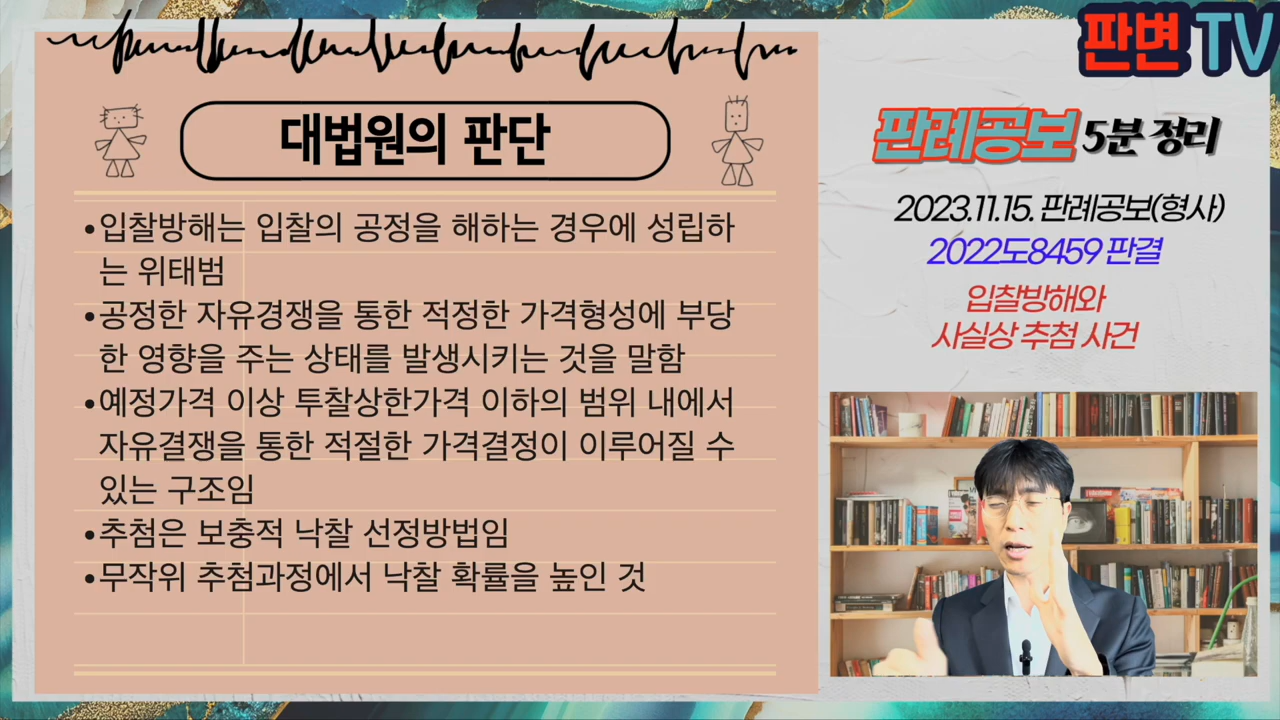 판변 TV
대법원의 판단
•입찰방해는 입찰의 공정을 해하는 경우에 성립하
는 위태범
•공정한 자유경쟁을 통한 적정한 가격형성에 부당
한 영향을 주는 상태를 발생시키는 것을 말함
•예정가격 이상 투찰상한가격 이하의 범위 내에서
자유결쟁을 통한 적절한 가격결정이 이루어질 수
있는 구조임
•추첨은 보충적 낙찰 선정방법임
•무작위 추첨과정에서 낙찰 확률을 높인 것
판례공보 5분 정리
2023.11.15. 판례공보(형사)
2022도8459 판결
입찰방해와
사실상 추첨 사건